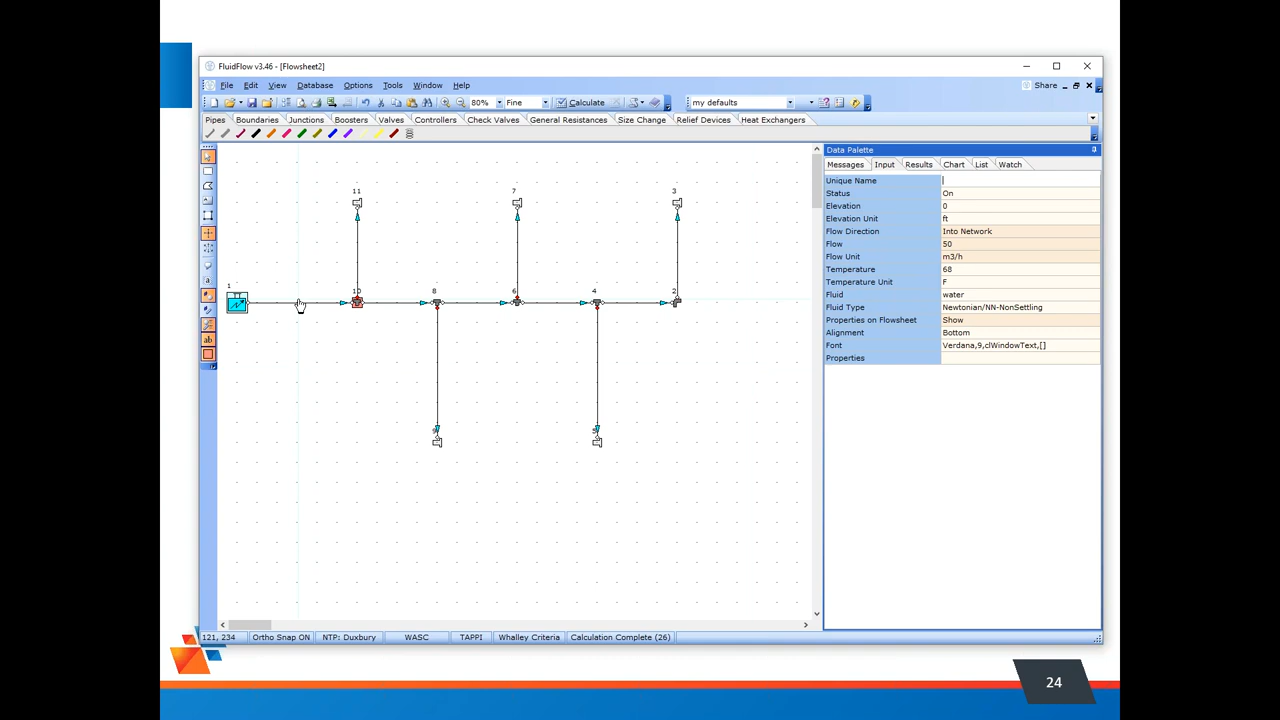 FluidFlow v3.46 - [Flowsheet2]
File Edit View Database Options Tools Window Help Share
80% Fine Calculate my defaults
Pipes Boundaries Junctions Boosters Valves Controllers Check Valves General Resistances Size Change Relief Devices Heat Exchangers
Data Palette
Messages Input Results Chart List Watch
Unique Name
Status On
Elevation 0
Elevation Unit ft
Flow Direction Into Network
Flow 50
Flow Unit m3/h
Temperature 68
Temperature Unit F
Fluid water
Fluid Type Newtonian/NN-NonSettling
Properties on Flowsheet Show
Alignment Bottom
Font Verdana,9,clWindowText,[]
Properties
11 7 3
1 10 8 6 4 2
9 5
a
ab
121, 234 Ortho Snap ON NTP: Duxbury WASC TAPPI Whalley Criteria Calculation Complete (26)
24